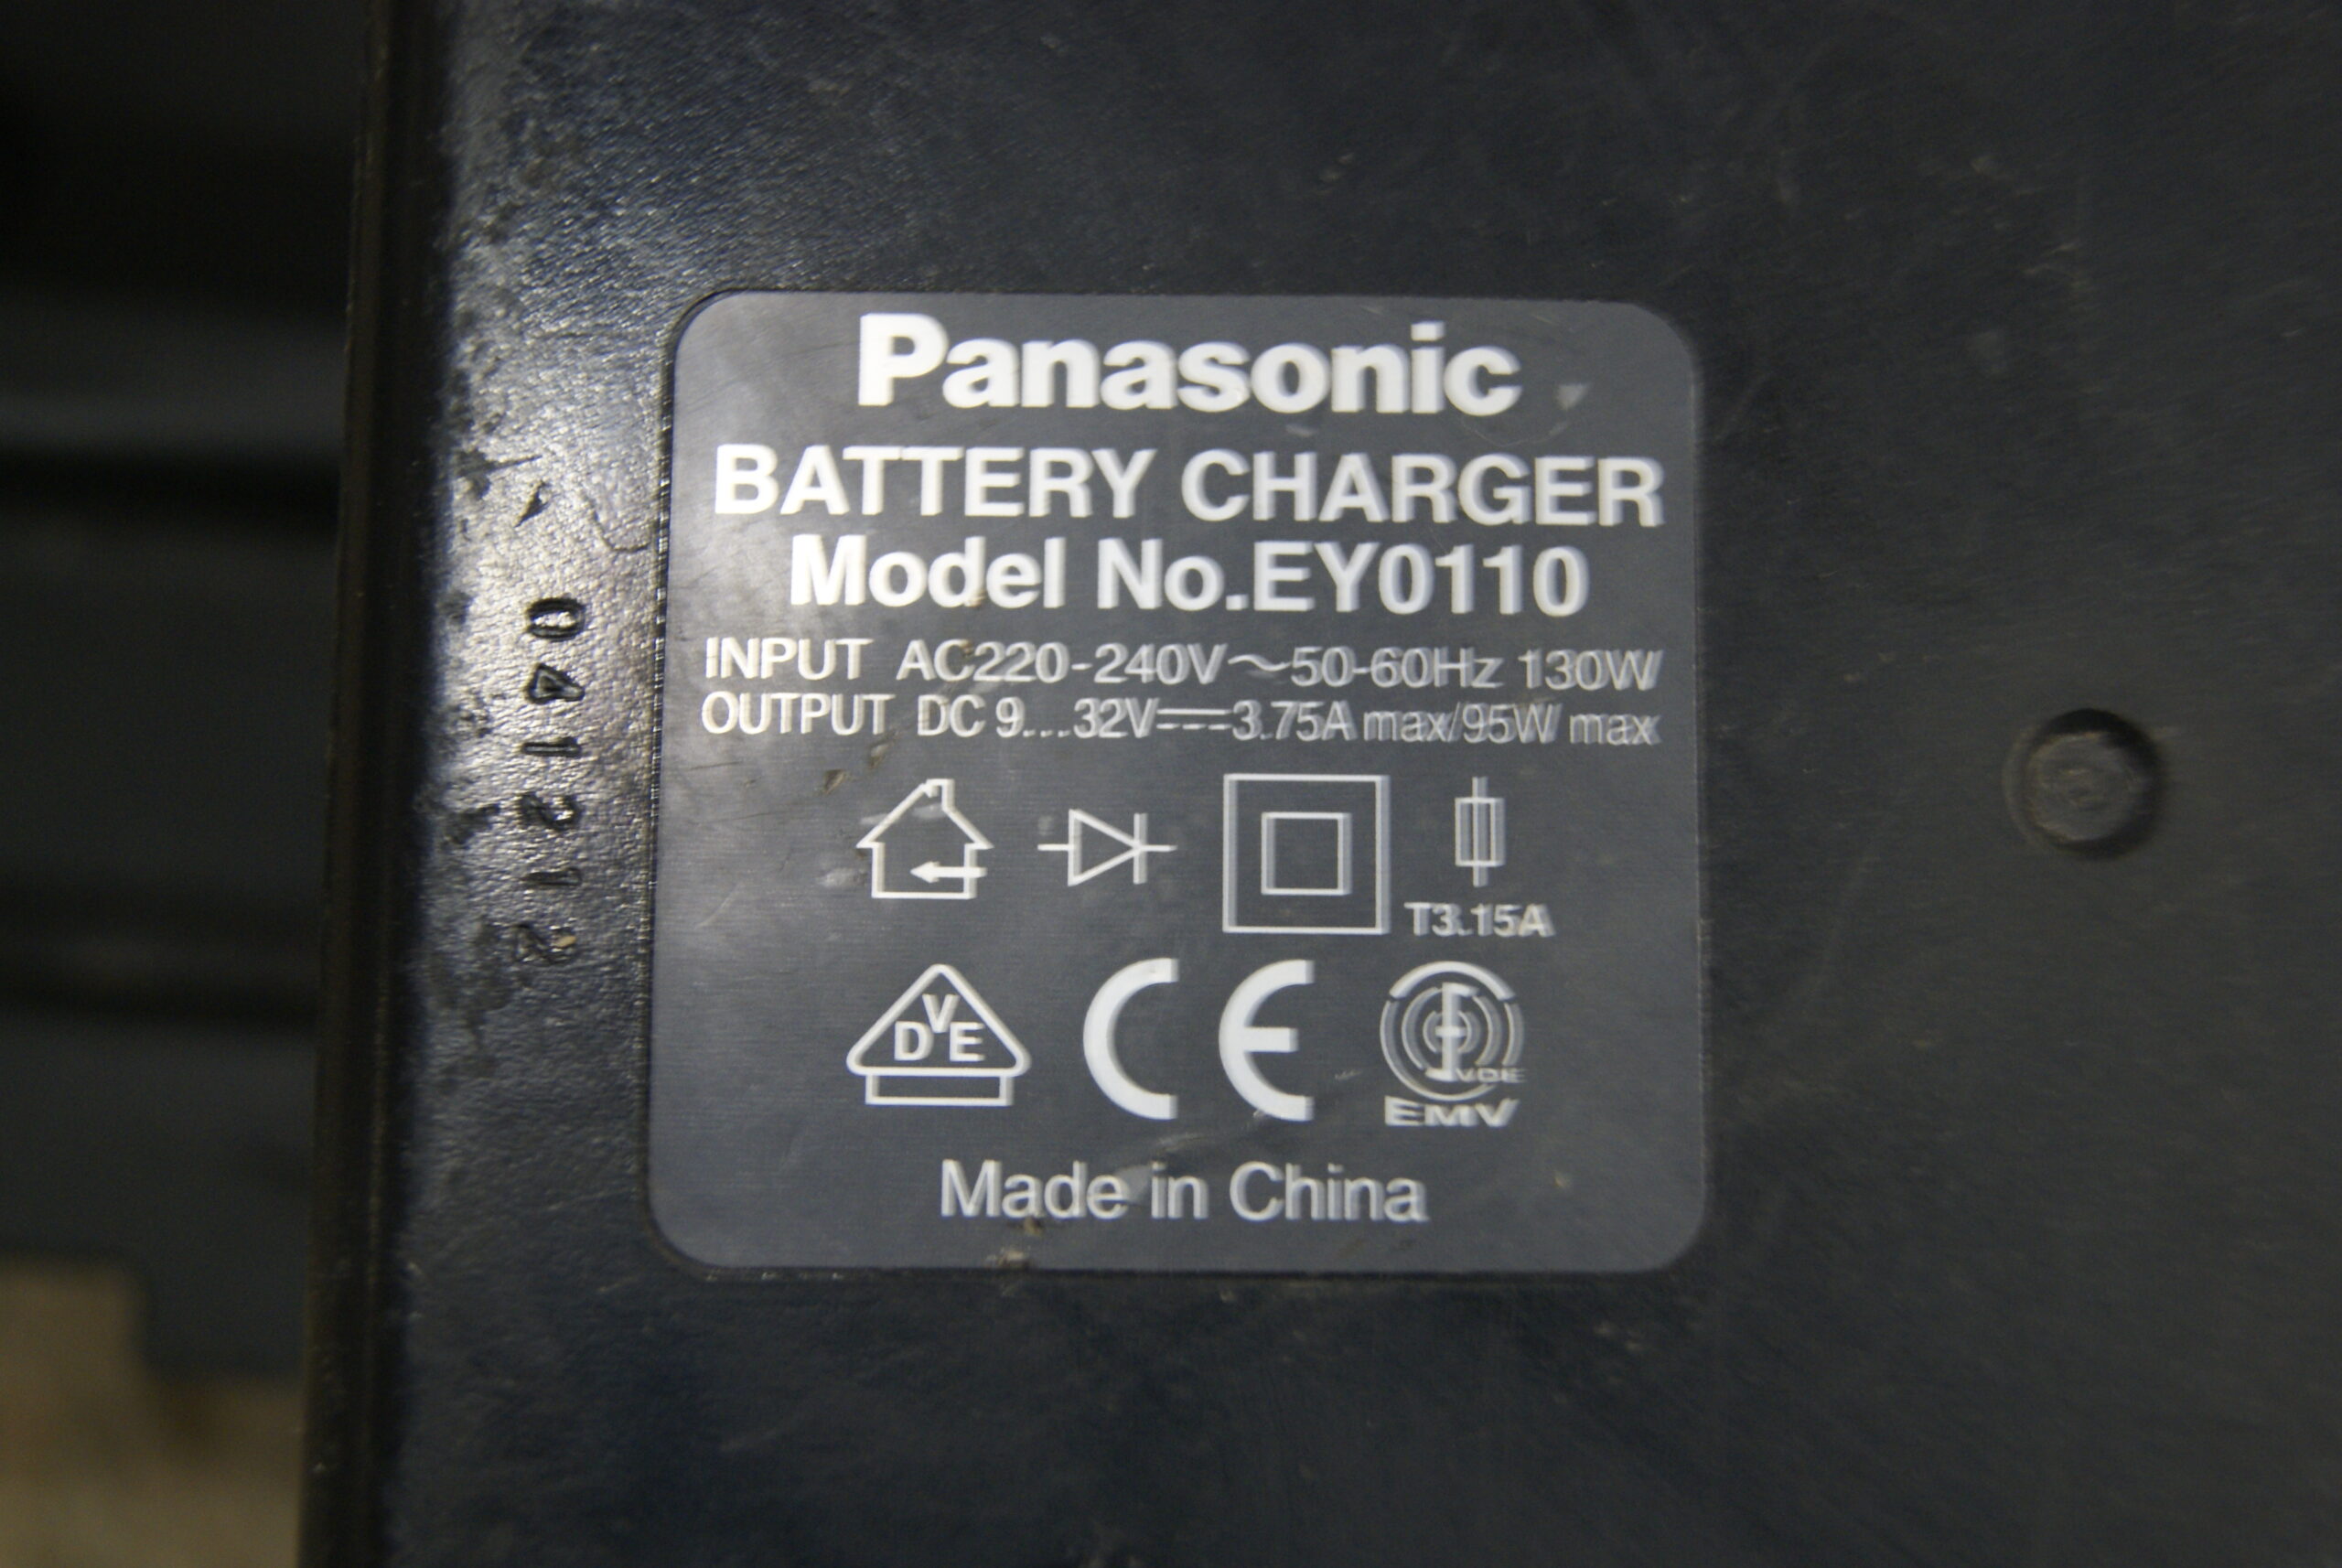 Panasonic
BATTERY CHARGER
Model No.EY0110
INPUT AC220-240V～50-60Hz 130W
OUTPUT DC 9...32V⎓3.75A max/95W max
T3.15A
VDE
CE
VDE
EMV
Made in China
041212